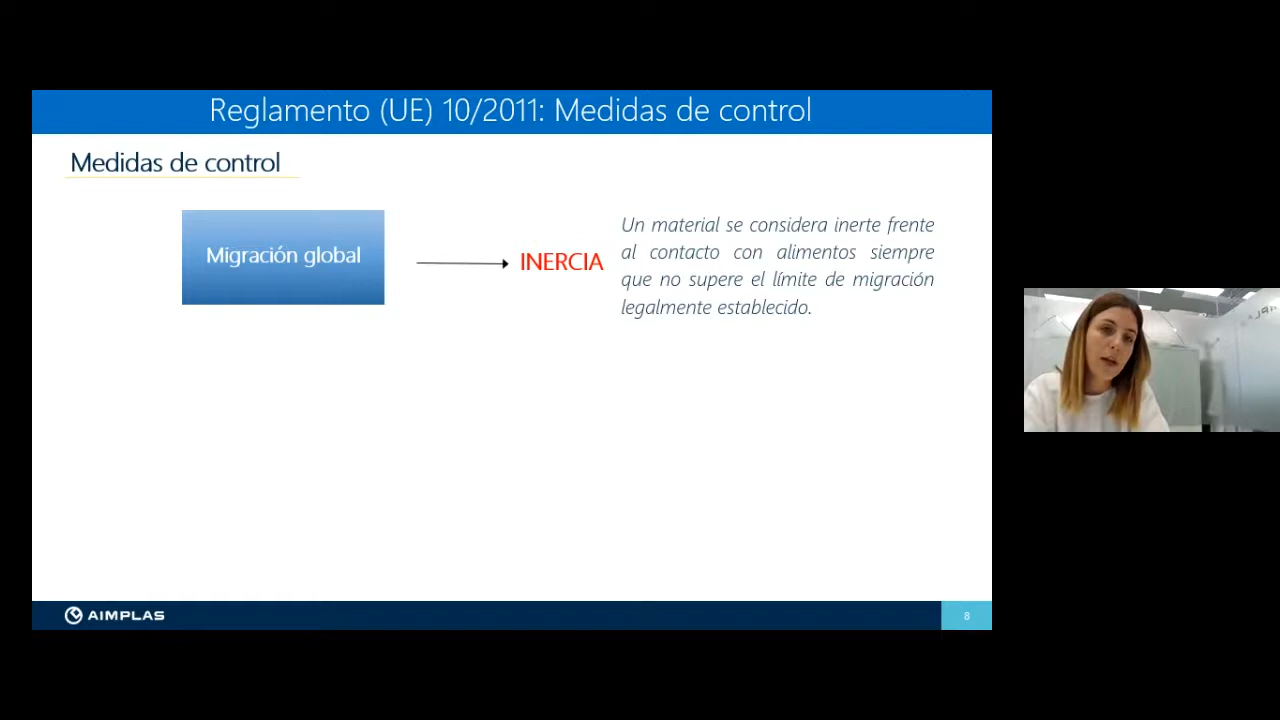 Reglamento (UE) 10/2011: Medidas de control
Medidas de control
Migración global
INERCIA
Un material se considera inerte frente
al contacto con alimentos siempre
que no supere el límite de migración
legalmente establecido.
AIMPLAS
8